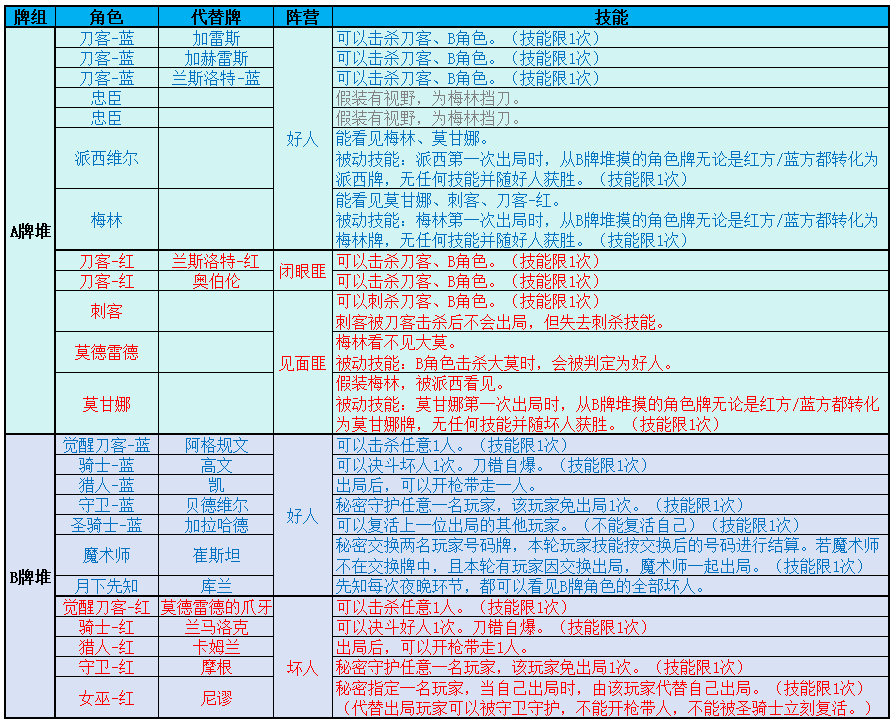 牌组 角色 代替牌 阵营 技能
A牌堆
刀客-蓝 加雷斯 可以击杀刀客、B角色。（技能限1次）
刀客-蓝 加赫雷斯 可以击杀刀客、B角色。（技能限1次）
刀客-蓝 兰斯洛特-蓝 可以击杀刀客、B角色。（技能限1次）
忠臣 假装有视野，为梅林挡刀。
忠臣 假装有视野，为梅林挡刀。
好人
派西维尔
能看见梅林、莫甘娜。
被动技能：派西第一次出局时，从B牌堆摸的角色牌无论是红方/蓝方都转化为
派西牌，无任何技能并随好人获胜。（技能限1次）
梅林
能看见莫甘娜、刺客、刀客-红。
被动技能：梅林第一次出局时，从B牌堆摸的角色牌无论是红方/蓝方都转化为
梅林牌，无任何技能并随好人获胜。（技能限1次）
刀客-红 兰斯洛特-红 可以击杀刀客、B角色。（技能限1次）
闭眼匪
刀客-红 奥伯伦 可以击杀刀客、B角色。（技能限1次）
刺客
可以刺杀刀客、B角色。（技能限1次）
刺客被刀客击杀后不会出局，但失去刺杀技能。
莫德雷德
见面匪
梅林看不见大莫。
被动技能：B角色击杀大莫时，会被判定为好人。
莫甘娜
假装梅林，被派西看见。
被动技能：莫甘娜第一次出局时，从B牌堆摸的角色牌无论是红方/蓝方都转化
为莫甘娜牌，无任何技能并随坏人获胜。（技能限1次）
B牌堆
觉醒刀客-蓝 阿格规文 可以击杀任意1人。（技能限1次）
骑士-蓝 高文 可以决斗坏人1次。刀错自爆。（技能限1次）
猎人-蓝 凯 出局后，可以开枪带走一人。
守卫-蓝 贝德维尔 秘密守护任意一名玩家，该玩家免出局1次。（技能限1次）
好人
圣骑士-蓝 加拉哈德 可以复活上一位出局的其他玩家。（不能复活自己）（技能限1次）
魔术师 崔斯坦
秘密交换两名玩家号码牌，本轮玩家技能按交换后的号码进行结算。若魔术师
不在交换牌中，且本轮有玩家因交换出局，魔术师一起出局。（技能限1次）
月下先知 库兰 先知每次夜晚环节，都可以看见B牌角色的全部坏人。
觉醒刀客-红 莫德雷德的爪牙 可以击杀任意1人。（技能限1次）
骑士-红 兰马洛克 可以决斗好人1次。刀错自爆。（技能限1次）
猎人-红 卡姆兰 出局后，可以开枪带走1人。
坏人
守卫-红 摩根 秘密守护任意一名玩家，该玩家免出局1次。（技能限1次）
女巫-红 尼谬
秘密指定一名玩家，当自己出局时，由该玩家代替自己出局。（技能限1次）
（代替出局玩家可以被守卫守护，不能开枪带人，不能被圣骑士立刻复活。）